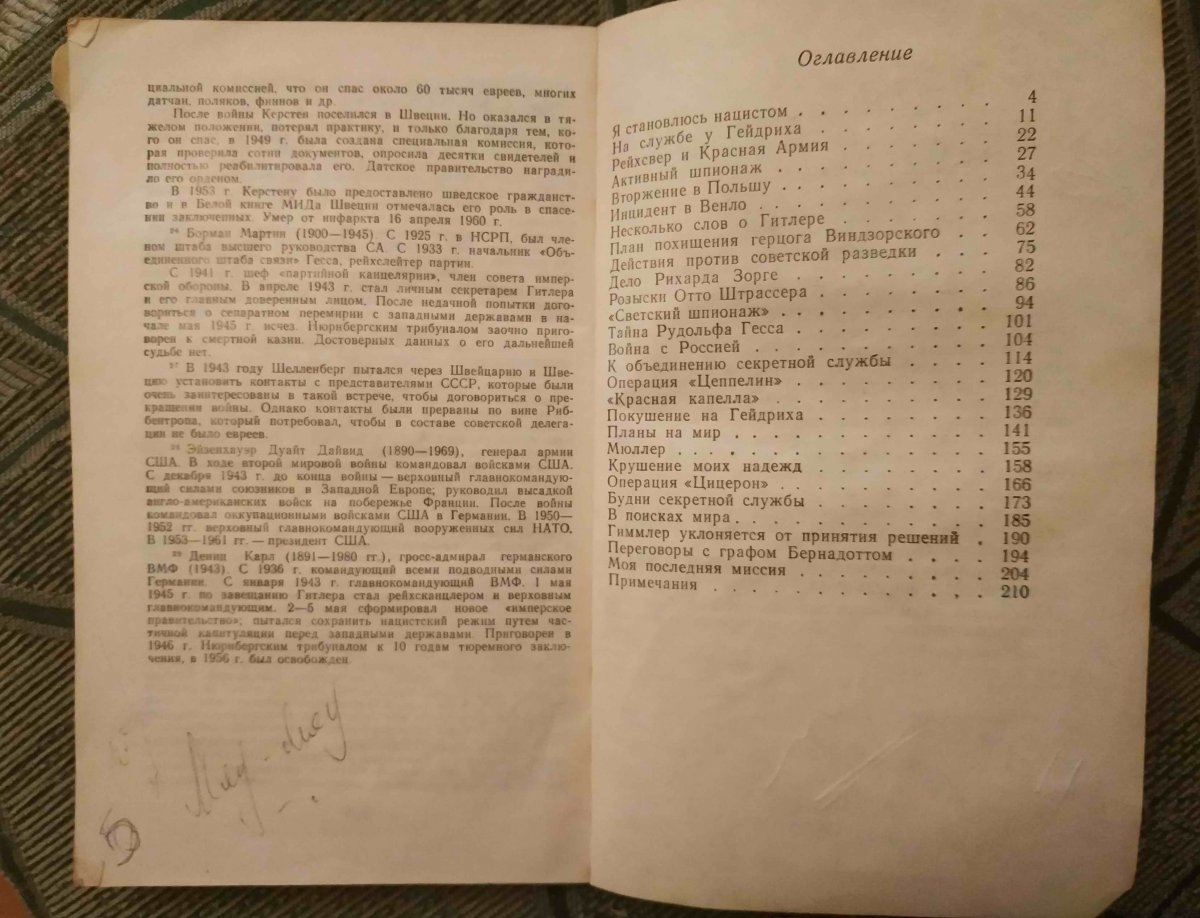 циальной комиссией, что он спас около 60 тысяч евреев, многих
датчан, поляков, финнов и др.
После войны Керстен поселился в Швеции. Но оказался в тя-
желом положении, потерял практику, и только благодаря тем, ко-
го он спас, в 1949 г. была создана специальная комиссия, кото-
рая проверила сотни документов, опросила десятки свидетелей и
полностью реабилитировала его. Датское правительство награди-
ло его орденом.
В 1953 г. Керстену было предоставлено шведское гражданст-
во и в Белой книге МИДа Швеции отмечалась его роль в спасе-
нии заключенных. Умер от инфаркта 16 апреля 1960 г.
²⁶ Борман Мартин (1900—1945). С 1925 г. в НСРП, был чле-
ном штаба высшего руководства СА. С 1933 г. начальник «Объ-
единенного штаба связи» Гесса, рейхслейтер партии.
С 1941 г. шеф «партийной канцелярии», член совета импер-
ской обороны. В апреле 1943 г. стал личным секретарем Гитлера
и его главным доверенным лицом. После недачной попытки дого-
вориться о сепаратном перемирии с западными державами в на-
чале мая 1945 г. исчез. Нюрнбергским трибуналом заочно приго-
ворен к смертной казни. Достоверных данных о его дальнейшей
судьбе нет.
²⁷ В 1943 году Шелленберг пытался через Швейцарию и Шве-
цию установить контакты с представителями СССР, которые были
очень заинтересованы в такой встрече, чтобы договориться о пре-
кращении войны. Однако контакты были прерваны по вине Риб-
бентропа, который потребовал, чтобы в составе советской делега-
ции не было евреев.
²⁸ Эйзенхауэр Дуайт Дайвид (1890—1969), генерал армии
США. В ходе второй мировой войны командовал войсками США.
С декабря 1943 г. до конца войны — верховный главнокомандую-
щий силами союзников в Западной Европе; руководил высадкой
англо-американских войск на побережье Франции. После войны
командовал оккупационными войсками США в Германии. В 1950—
1952 гг. верховный главнокомандующий вооруженных сил НАТО.
В 1953—1961 гг. — президент США.
²⁹ Дениц Карл (1891—1980 гг.), гросс-адмирал германского
ВМФ (1943). С 1936 г. командующий всеми подводными силами
Германии. С января 1943 г. главнокомандующий ВМФ. 1 мая
1945 г. по завещанию Гитлера стал рейхсканцлером и верховным
главнокомандующим. 2—5 мая сформировал новое «имперское
правительство»; пытался сохранить нацистский режим путем час-
тичной капитуляции перед западными державами. Приговорен в
1946 г. Нюрнбергским трибуналом к 10 годам тюремного заклю-
чения, в 1956 г. был освобожден.
Оглавление
Я становлюсь нацистом . . . . . . . 4
На службе у Гейдриха . . . . . . . 11
Рейхсвер и Красная Армия . . . . . . 22
Активный шпионаж . . . . . . . . 27
Вторжение в Польшу . . . . . . . . 34
Инцидент в Венло . . . . . . . . . 44
Несколько слов о Гитлере . . . . . . 58
План похищения герцога Виндзорского . . . 62
Действия против советской разведки . . . 75
Дело Рихарда Зорге . . . . . . . . 82
Розыски Отто Штрассера . . . . . . . 86
«Светский шпионаж» . . . . . . . . 94
Тайна Рудольфа Гесса . . . . . . . 101
Война с Россией . . . . . . . . . 104
К объединению секретной службы . . . . 114
Операция «Цеппелин» . . . . . . . . 120
«Красная капелла» . . . . . . . . 129
Покушение на Гейдриха . . . . . . . 136
Планы на мир . . . . . . . . . . 141
Мюллер . . . . . . . . . . . . 155
Крушение моих надежд . . . . . . . 158
Операция «Цицерон» . . . . . . . . 166
Будни секретной службы . . . . . . . 173
В поисках мира . . . . . . . . . . 185
Гиммлер уклоняется от принятия решений . . 190
Переговоры с графом Бернадоттом . . . . 194
Моя последняя миссия . . . . . . . 204
Примечания . . . . . . . . . . . 210
5